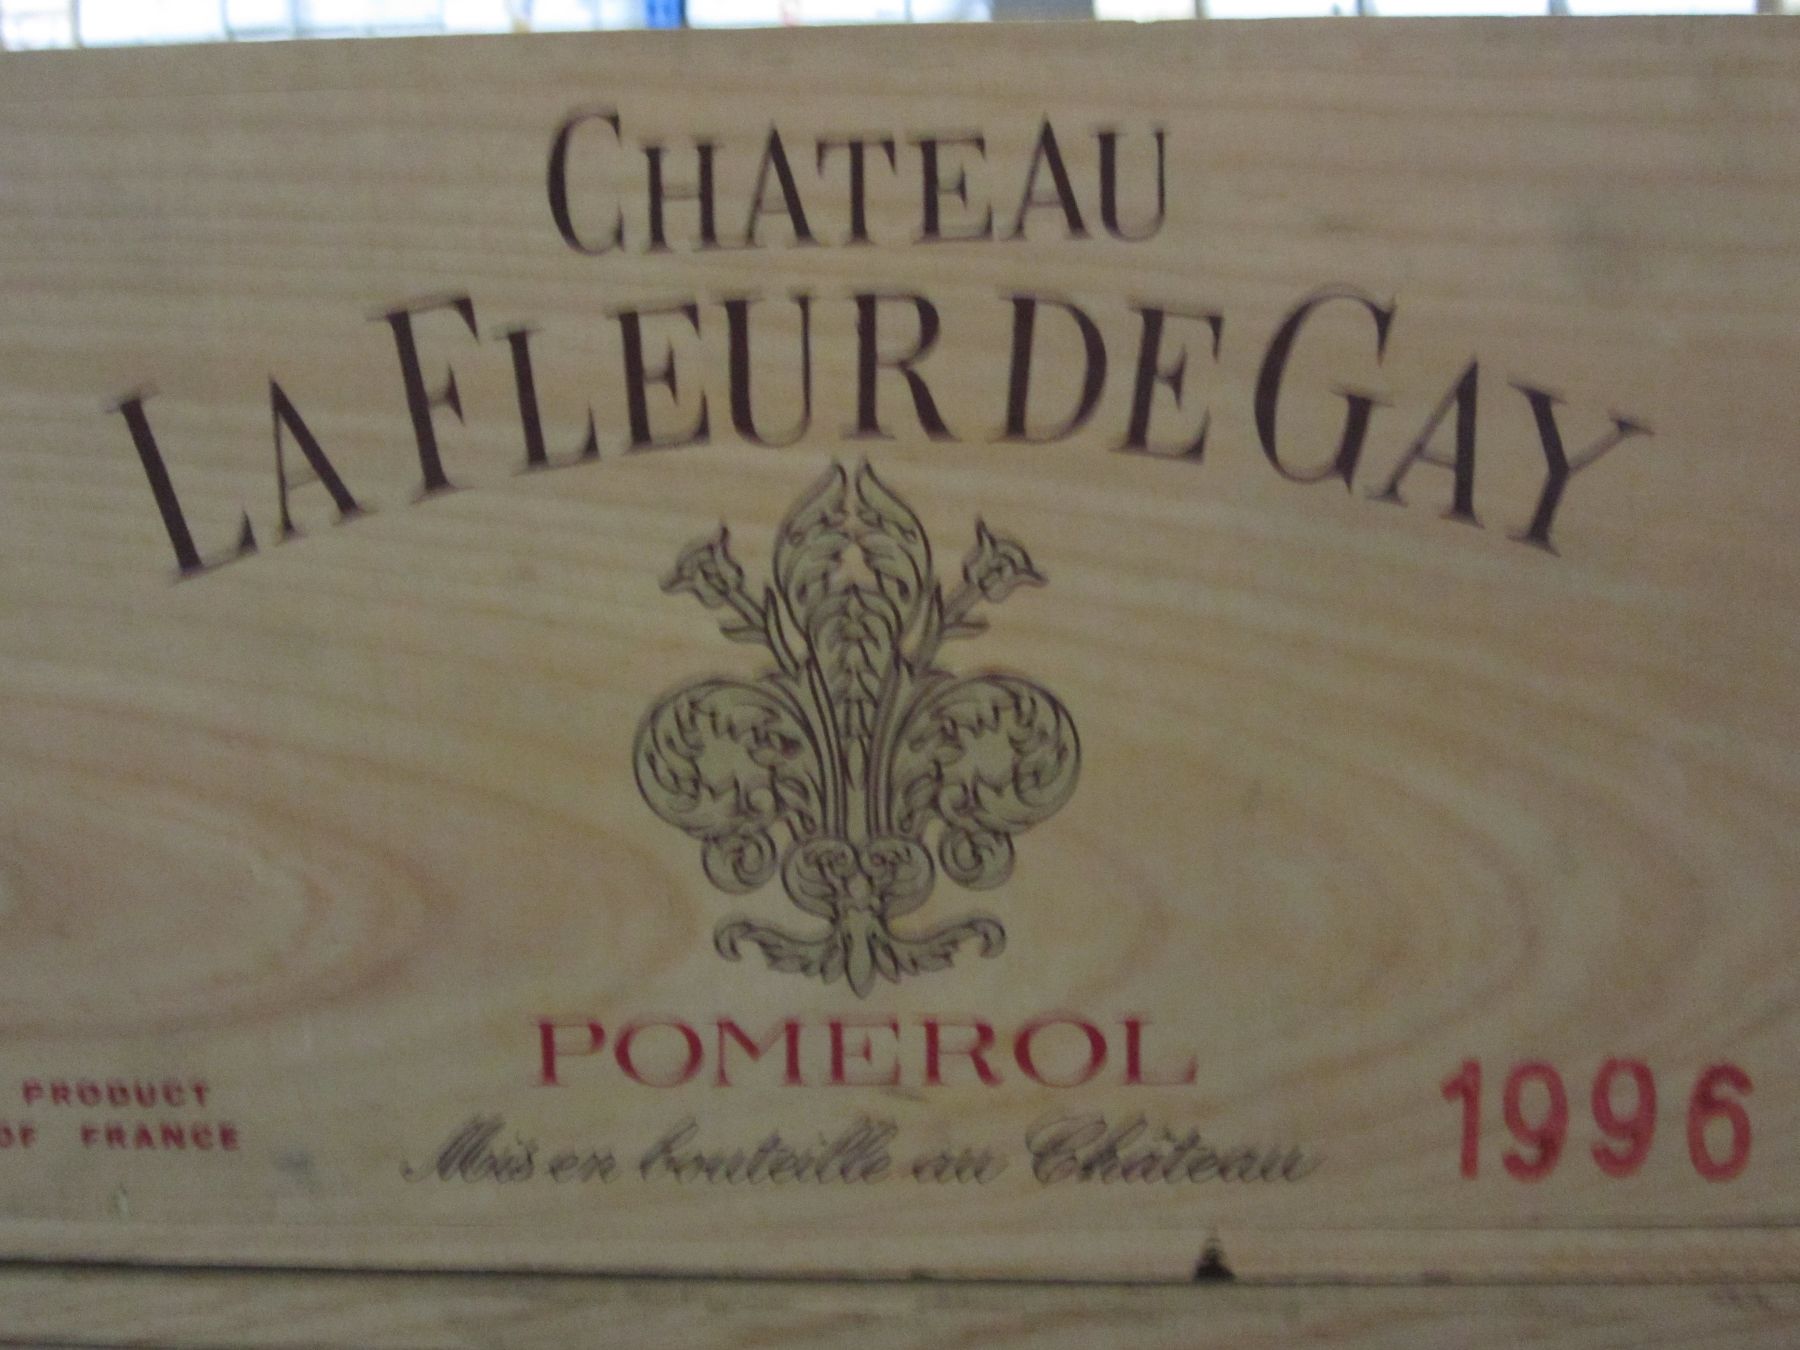 CHATEAU
LA FLEUR DE GAY
POMEROL
PRODUCT
OF FRANCE
Mis en bouteille au Château
1996